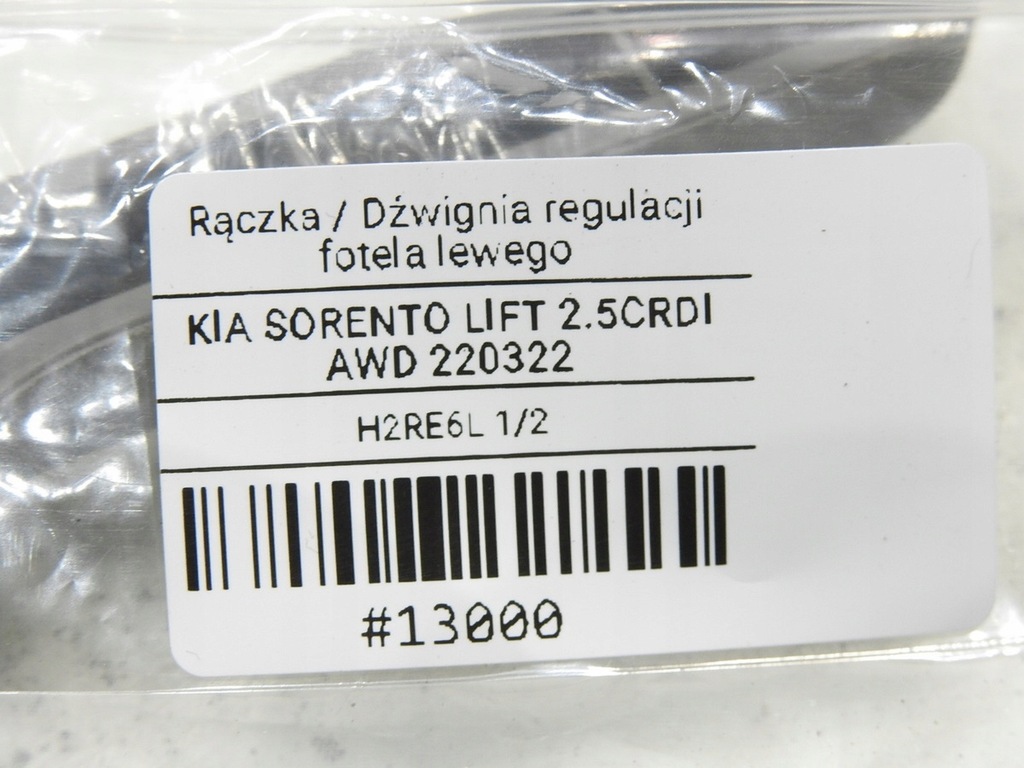 Rączka / Dźwignia regulacji
fotela lewego
KIA SORENTO LIFT 2.5CRDI
AWD 220322
H2RE6L 1/2
#13000